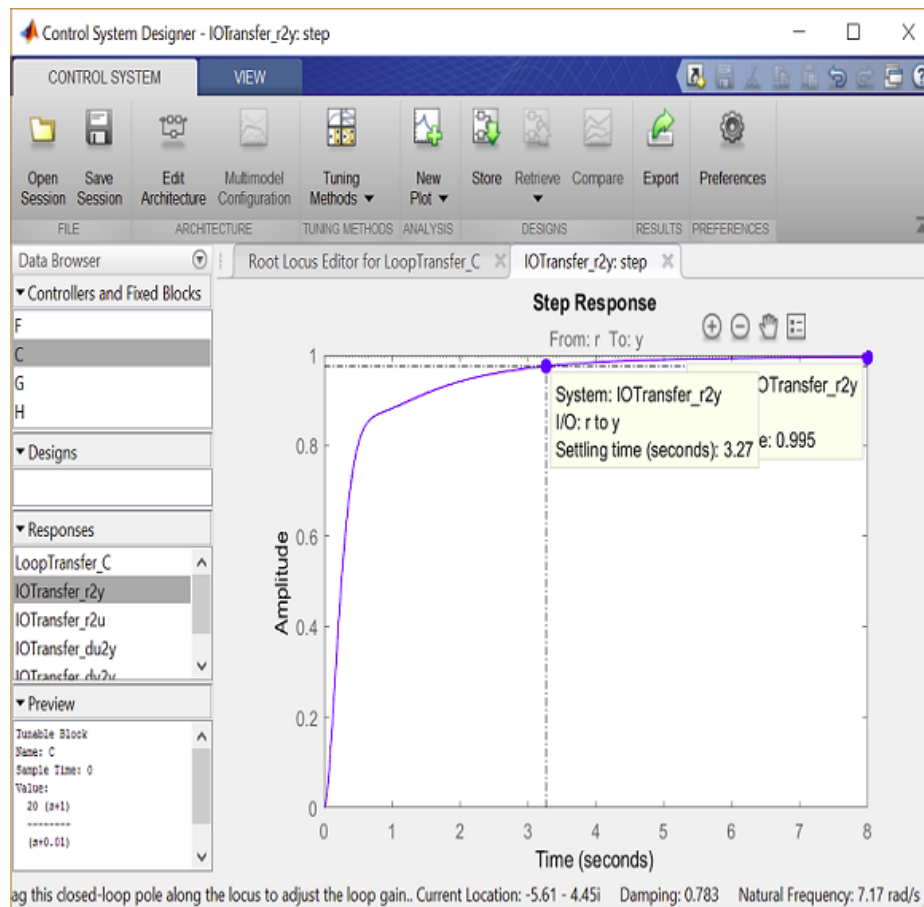 Control System Designer - IOTransfer_r2y: step
CONTROL SYSTEM
VIEW
Open Session
Save Session
Edit Architecture
Multimodel Configuration
Tuning Methods
New Plot
Store
Retrieve
Compare
Export
Preferences
FILE
ARCHITECTURE
TUNING METHODS
ANALYSIS
DESIGNS
RESULTS
PREFERENCES
Data Browser
Controllers and Fixed Blocks
F
C
G
H
Designs
Responses
LoopTransfer_C
IOTransfer_r2y
IOTransfer_r2u
IOTransfer_du2y
IOTransfer_dy2y
Preview
Tunable Block
Name: C
Sample Time: 0
Value:
20 (s+1)
--------
(s+0.01)
Root Locus Editor for LoopTransfer_C
IOTransfer_r2y: step
Step Response
From: r To: y
System: IOTransfer_r2y
I/O: r to y
Settling time (seconds): 3.27
OTransfer_r2y
e: 0.995
Amplitude
1
0.8
0.6
0.4
0.2
0
0 1 2 3 4 5 6 7 8
Time (seconds)
ag this closed-loop pole along the locus to adjust the loop gain.. Current Location: -5.61 - 4.45i Damping: 0.783 Natural Frequency: 7.17 rad/s